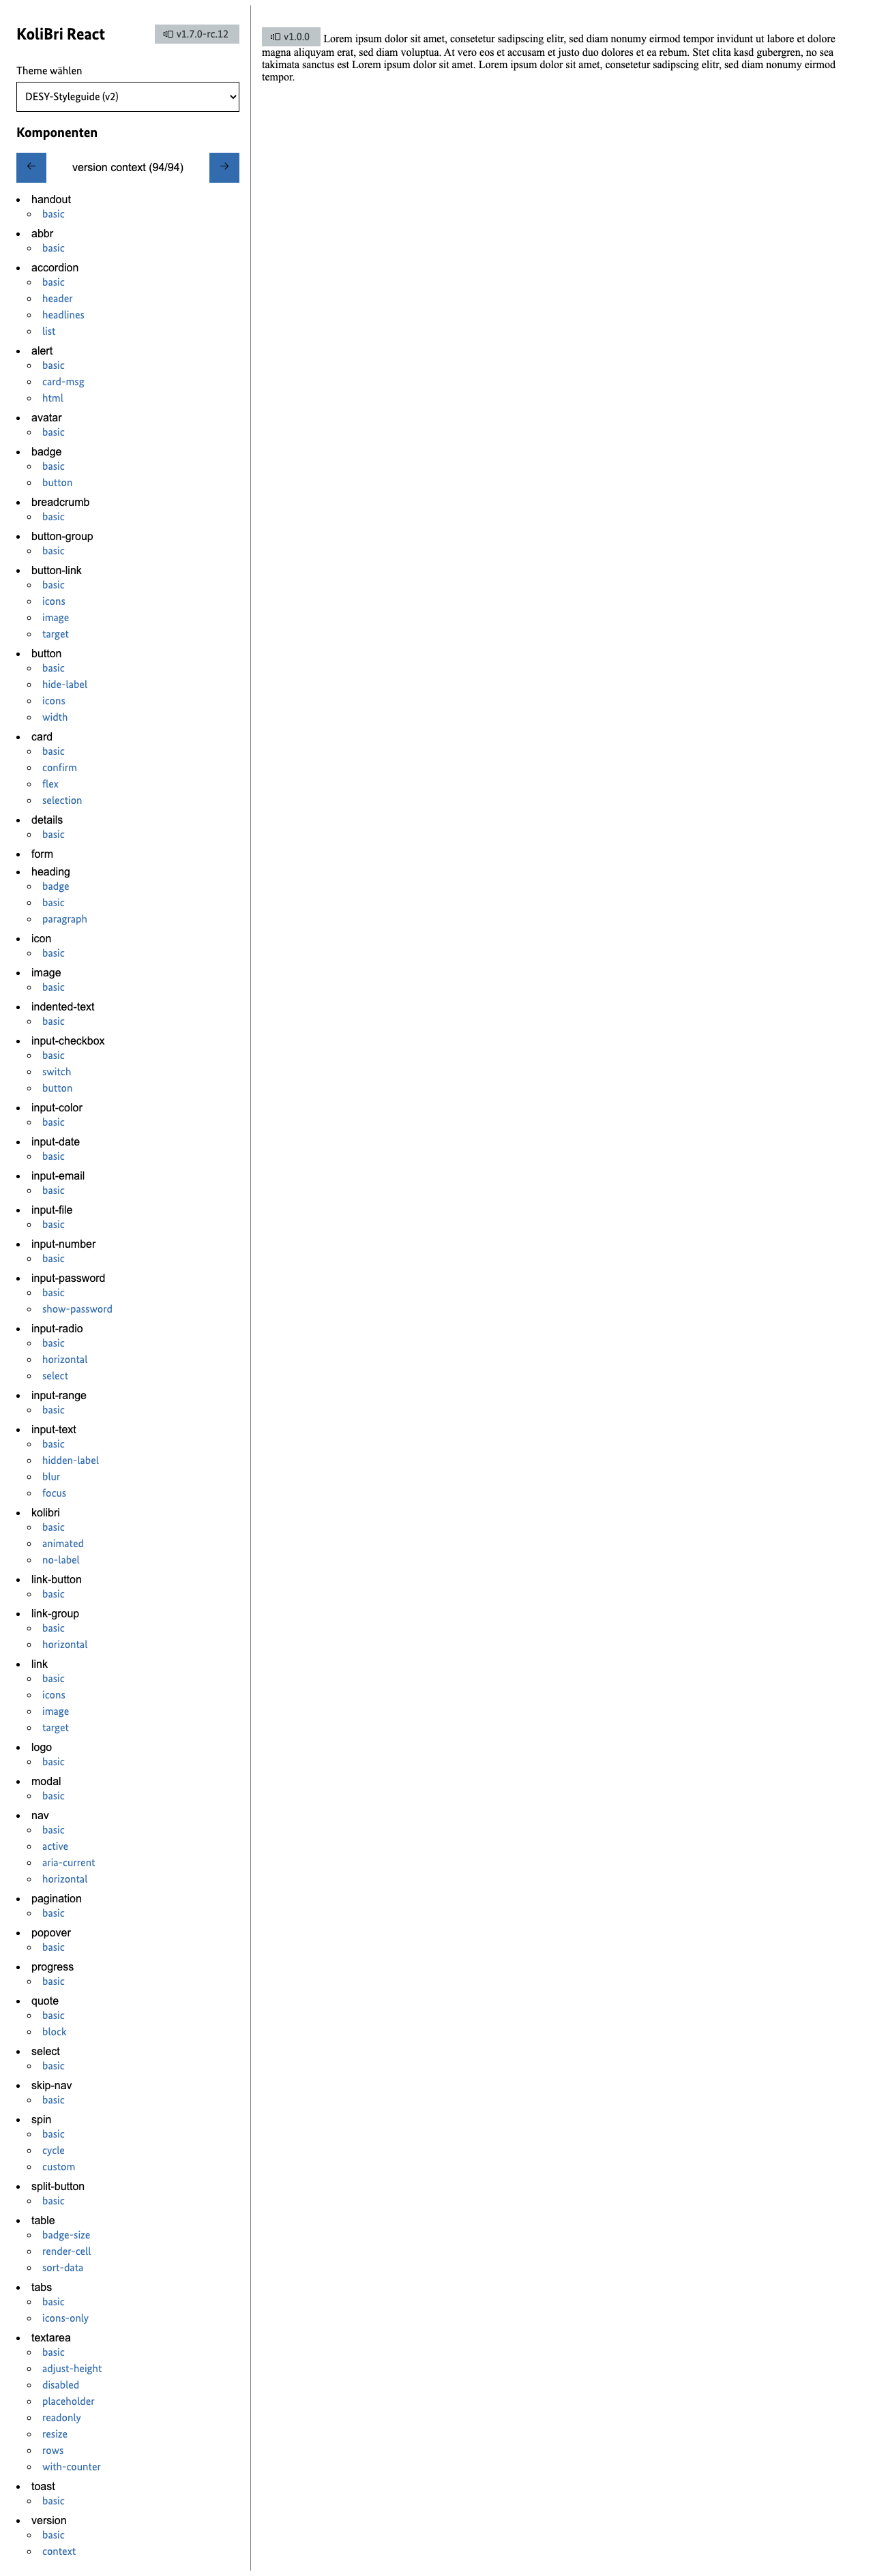 KoliBri React
v1.7.0-rc.12
Theme wählen
DESY-Styleguide (v2)
Komponenten
← version context (94/94) →
handout
basic
abbr
basic
accordion
basic
header
headlines
list
alert
basic
card-msg
html
avatar
basic
badge
basic
button
breadcrumb
basic
button-group
basic
button-link
basic
icons
image
target
button
basic
hide-label
icons
width
card
basic
confirm
flex
selection
details
basic
form
heading
badge
basic
paragraph
icon
basic
image
basic
indented-text
basic
input-checkbox
basic
switch
button
input-color
basic
input-date
basic
input-email
basic
input-file
basic
input-number
basic
input-password
basic
show-password
input-radio
basic
horizontal
select
input-range
basic
input-text
basic
hidden-label
blur
focus
kolibri
basic
animated
no-label
link-button
basic
link-group
basic
horizontal
link
basic
icons
image
target
logo
basic
modal
basic
nav
basic
active
aria-current
horizontal
pagination
basic
popover
basic
progress
basic
quote
basic
block
select
basic
skip-nav
basic
spin
basic
cycle
custom
split-button
basic
table
badge-size
render-cell
sort-data
tabs
basic
icons-only
textarea
basic
adjust-height
disabled
placeholder
readonly
resize
rows
with-counter
toast
basic
version
basic
context
v1.0.0 Lorem ipsum dolor sit amet, consetetur sadipscing elitr, sed diam nonumy eirmod tempor invidunt ut labore et dolore
magna aliquyam erat, sed diam voluptua. At vero eos et accusam et justo duo dolores et ea rebum. Stet clita kasd gubergren, no sea
takimata sanctus est Lorem ipsum dolor sit amet. Lorem ipsum dolor sit amet, consetetur sadipscing elitr, sed diam nonumy eirmod
tempor.